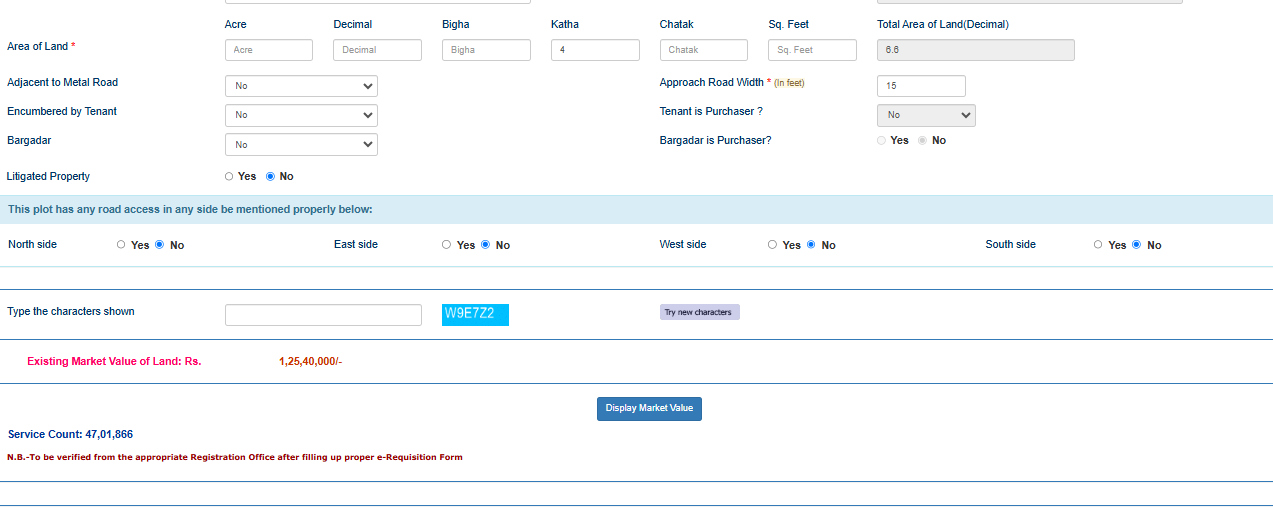 Acre Decimal Bigha Katha Chatak Sq. Feet Total Area of Land(Decimal)
Area of Land * Acre Decimal Bigha 4 Chatak Sq. Feet 6.6
Adjacent to Metal Road No Approach Road Width * (In feet) 15
Encumbered by Tenant No Tenant is Purchaser ? No
Bargadar No Bargadar is Purchaser? Yes No
Litigated Property Yes No
This plot has any road access in any side be mentioned properly below:
North side Yes No East side Yes No West side Yes No South side Yes No
Type the characters shown W9E7Z2 Try new characters
Existing Market Value of Land: Rs. 1,25,40,000/-
Display Market Value
Service Count: 47,01,866
N.B.-To be verified from the appropriate Registration Office after filling up proper e-Requisition Form